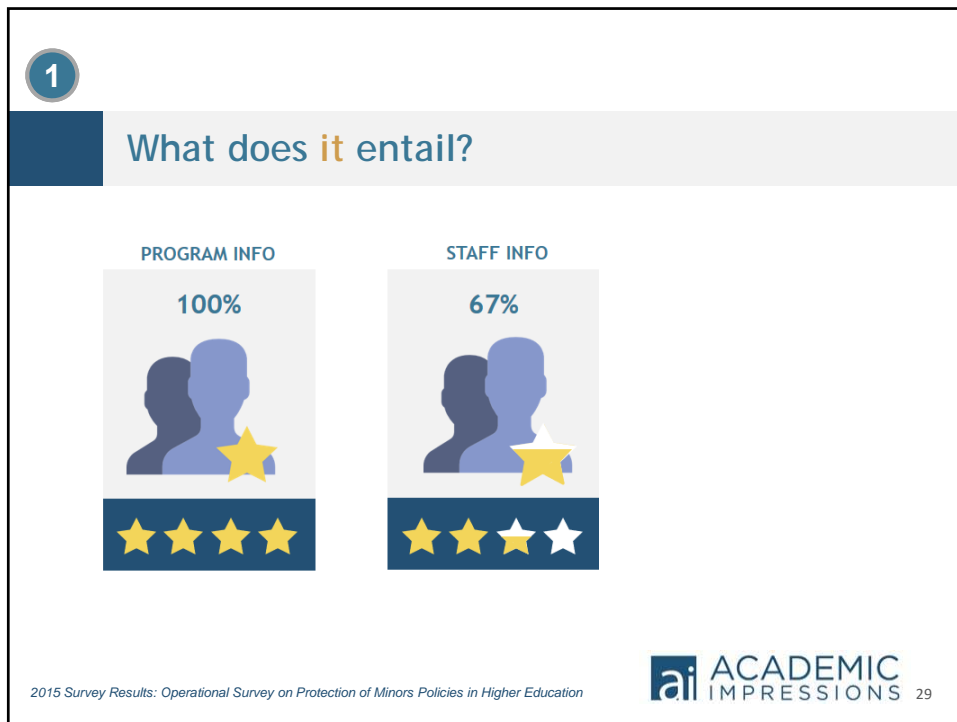 1
What does it entail?
PROGRAM INFO
100%
STAFF INFO
67%
2015 Survey Results: Operational Survey on Protection of Minors Policies in Higher Education
ai ACADEMIC
IMPRESSIONS
29